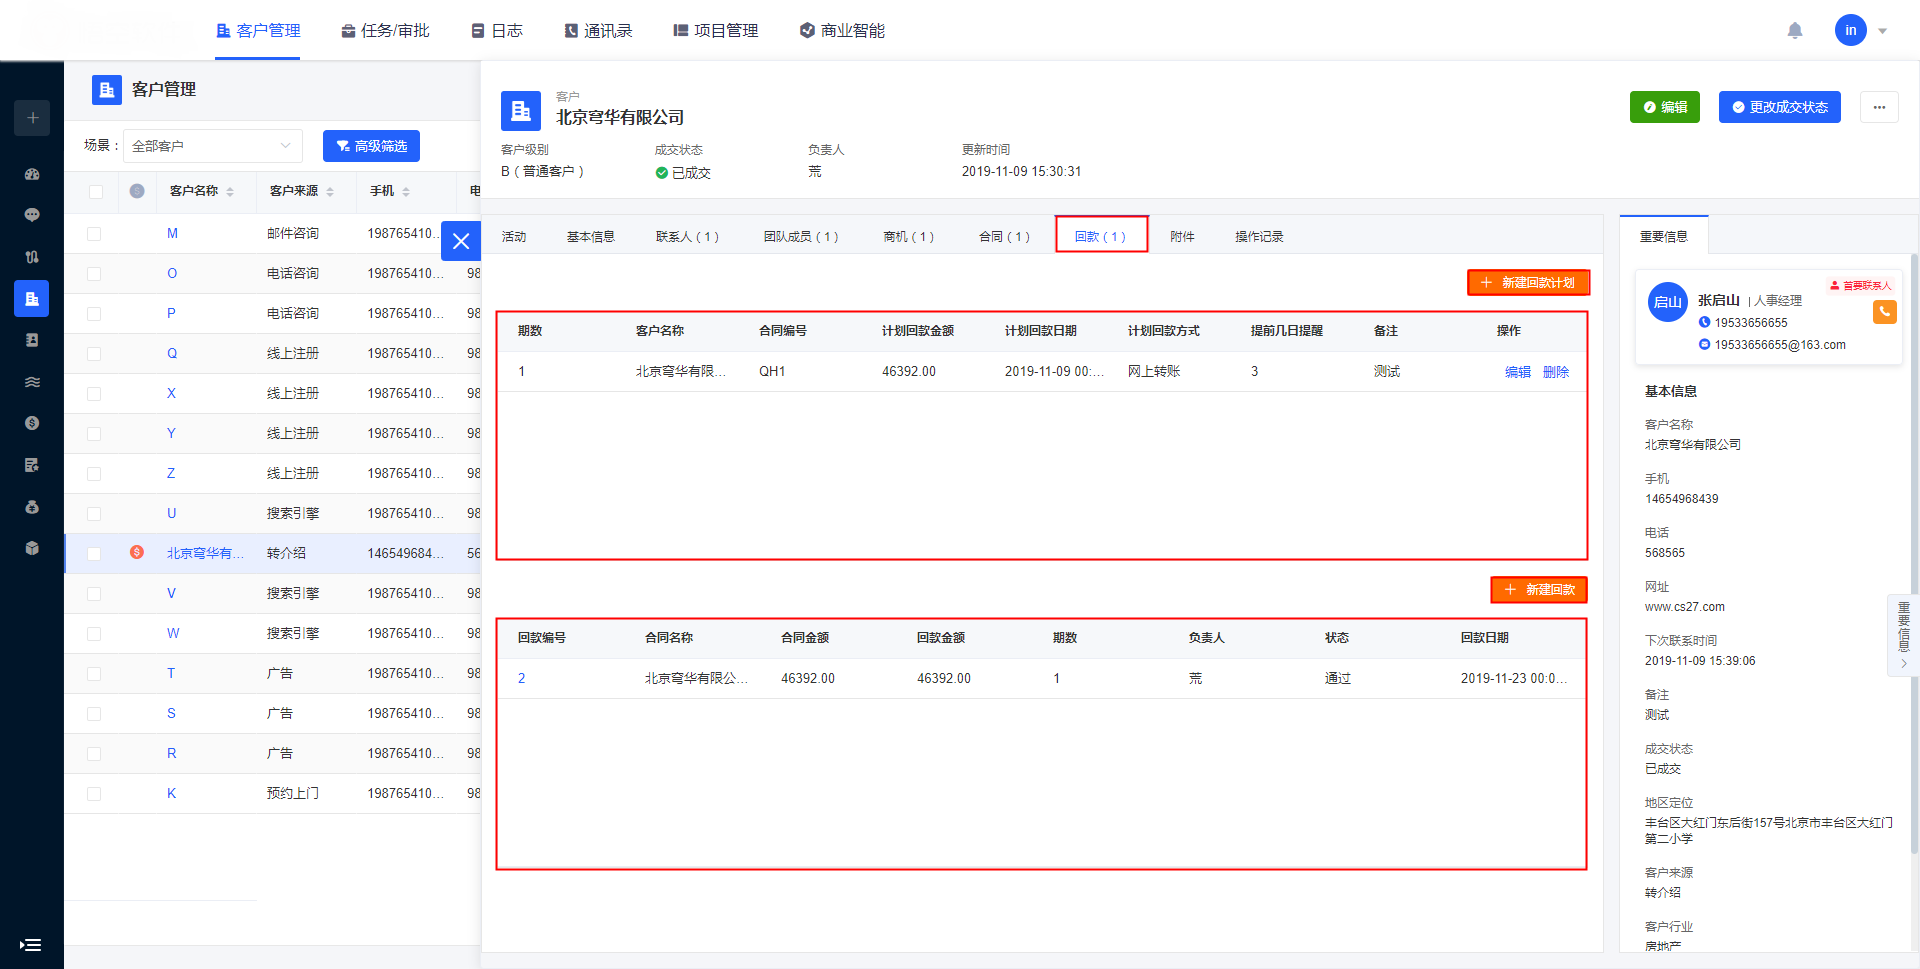 客户管理 任务/审批 日志 通讯录 项目管理 商业智能 in
客户管理
场景： 全部客户 高级筛选
客户名称 客户来源 手机 电
M 邮件咨询 198765410...
O 电话咨询 198765410... 98
P 电话咨询 198765410... 98
Q 线上注册 198765410... 98
X 线上注册 198765410... 98
Y 线上注册 198765410... 98
Z 线上注册 198765410... 98
U 搜索引擎 198765410... 98
北京穹华有... 转介绍 146549684... 56
V 搜索引擎 198765410... 98
W 搜索引擎 198765410... 98
T 广告 198765410... 98
S 广告 198765410... 98
R 广告 198765410... 98
K 预约上门 198765410... 98
客户
北京穹华有限公司
编辑 更改成交状态 ...
客户级别 成交状态 负责人 更新时间
B（普通客户） 已成交 荒 2019-11-09 15:30:31
活动 基本信息 联系人（1） 团队成员（1） 商机（1） 合同（1） 回款（1） 附件 操作记录
新建回款计划
期数 客户名称 合同编号 计划回款金额 计划回款日期 计划回款方式 提前几日提醒 备注 操作
1 北京穹华有限... QH1 46392.00 2019-11-09 00:... 网上转账 3 测试 编辑 删除
新建回款
回款编号 合同名称 合同金额 回款金额 期数 负责人 状态 回款日期
2 北京穹华有限公... 46392.00 46392.00 1 荒 通过 2019-11-23 00:0...
重要信息
首要联系人
启山 张启山 | 人事经理
19533656655
19533656655@163.com
基本信息
客户名称
北京穹华有限公司
手机
14654968439
电话
568565
网址
www.cs27.com
下次联系时间
2019-11-09 15:39:06
备注
测试
成交状态
已成交
地区定位
丰台区大红门东后街157号北京市丰台区大红门
第二小学
客户来源
转介绍
客户行业
房地产
重要信息